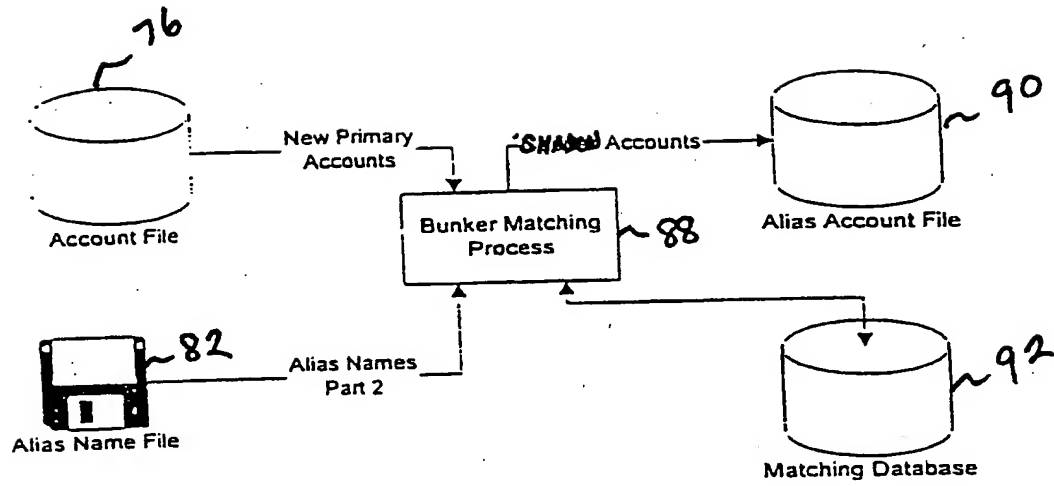 76
90
New Primary
Accounts
"SHADOW Accounts
Account File
Bunker Matching
Process
88
Alias Account File
82
Alias Names
Part 2
92
Alias Name File
Matching Database